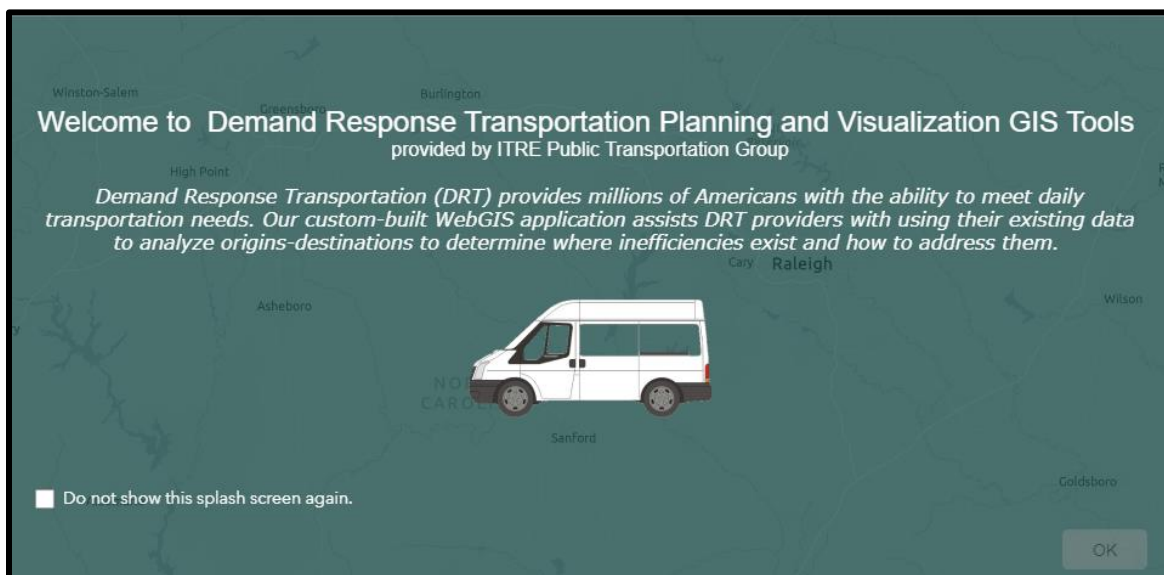 Winston-Salem
Greensboro
Burlington
Welcome to  Demand Response Transportation Planning and Visualization GIS Tools
provided by ITRE Public Transportation Group
High Point
Demand Response Transportation (DRT) provides millions of Americans with the ability to meet daily
transportation needs. Our custom-built WebGIS application assists DRT providers with using their existing data
to analyze origins-destinations to determine where inefficiencies exist and how to address them.
Cary Raleigh
Asheboro
Wilson
Sanford
Goldsboro
Do not show this splash screen again.
OK